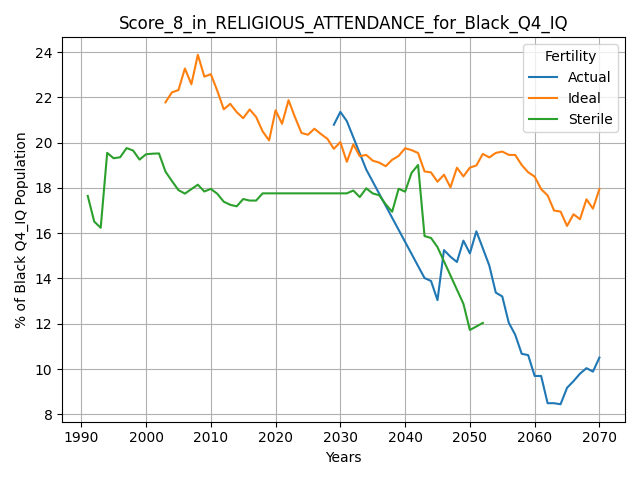 Score_8_in_RELIGIOUS_ATTENDANCE_for_Black_Q4_IQ
Fertility
Actual
Ideal
Sterile
% of Black Q4_IQ Population
24
22
20
18
16
14
12
10
8
1990 2000 2010 2020 2030 2040 2050 2060 2070
Years